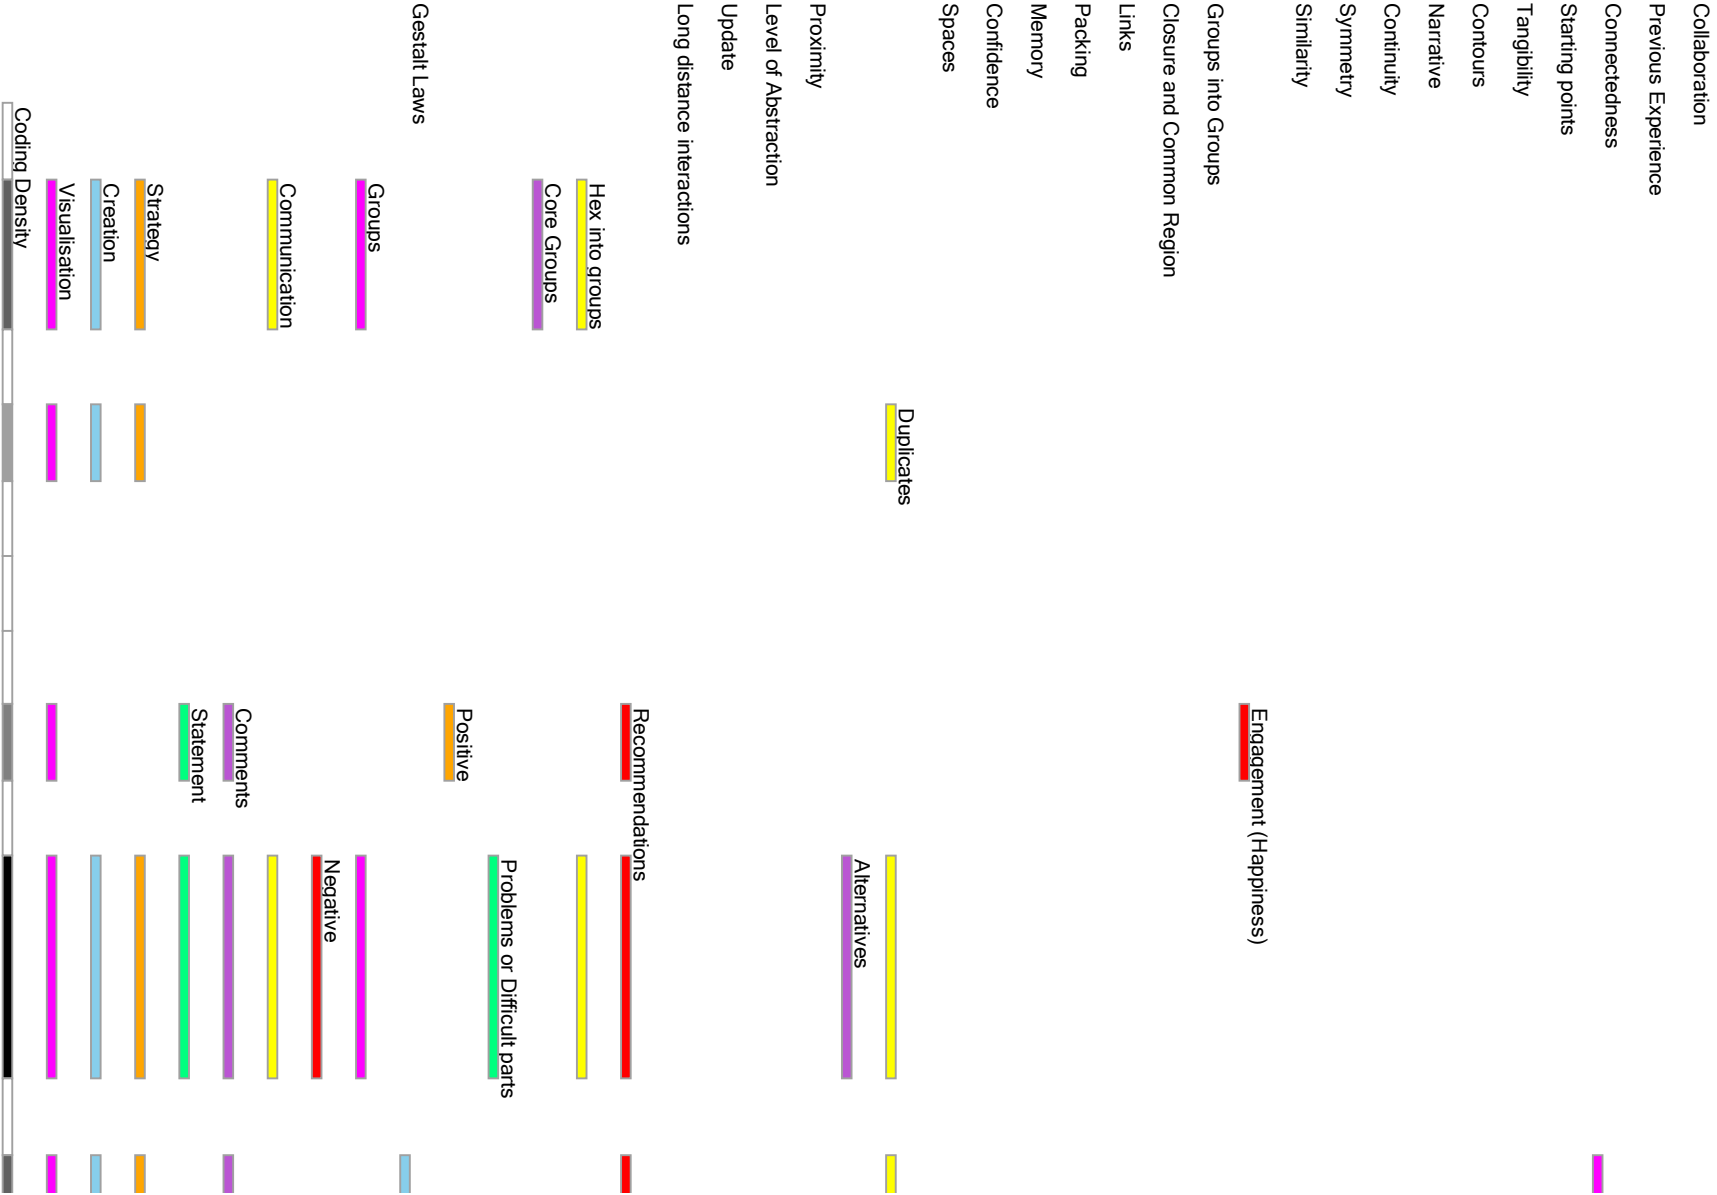 Collaboration
Previous Experience
Connectedness
Starting points
Tangibility
Contours
Narrative
Continuity
Symmetry
Similarity
Engagement (Happiness)
Groups into Groups
Closure and Common Region
Links
Packing
Memory
Confidence
Spaces
Duplicates
Alternatives
Proximity
Level of Abstraction
Update
Long distance interactions
Recommendations
Hex into groups
Core Groups
Problems or Difficult parts
Positive
Gestalt Laws
Groups
Negative
Communication
Comments
Statement
Strategy
Creation
Visualisation
Coding Density